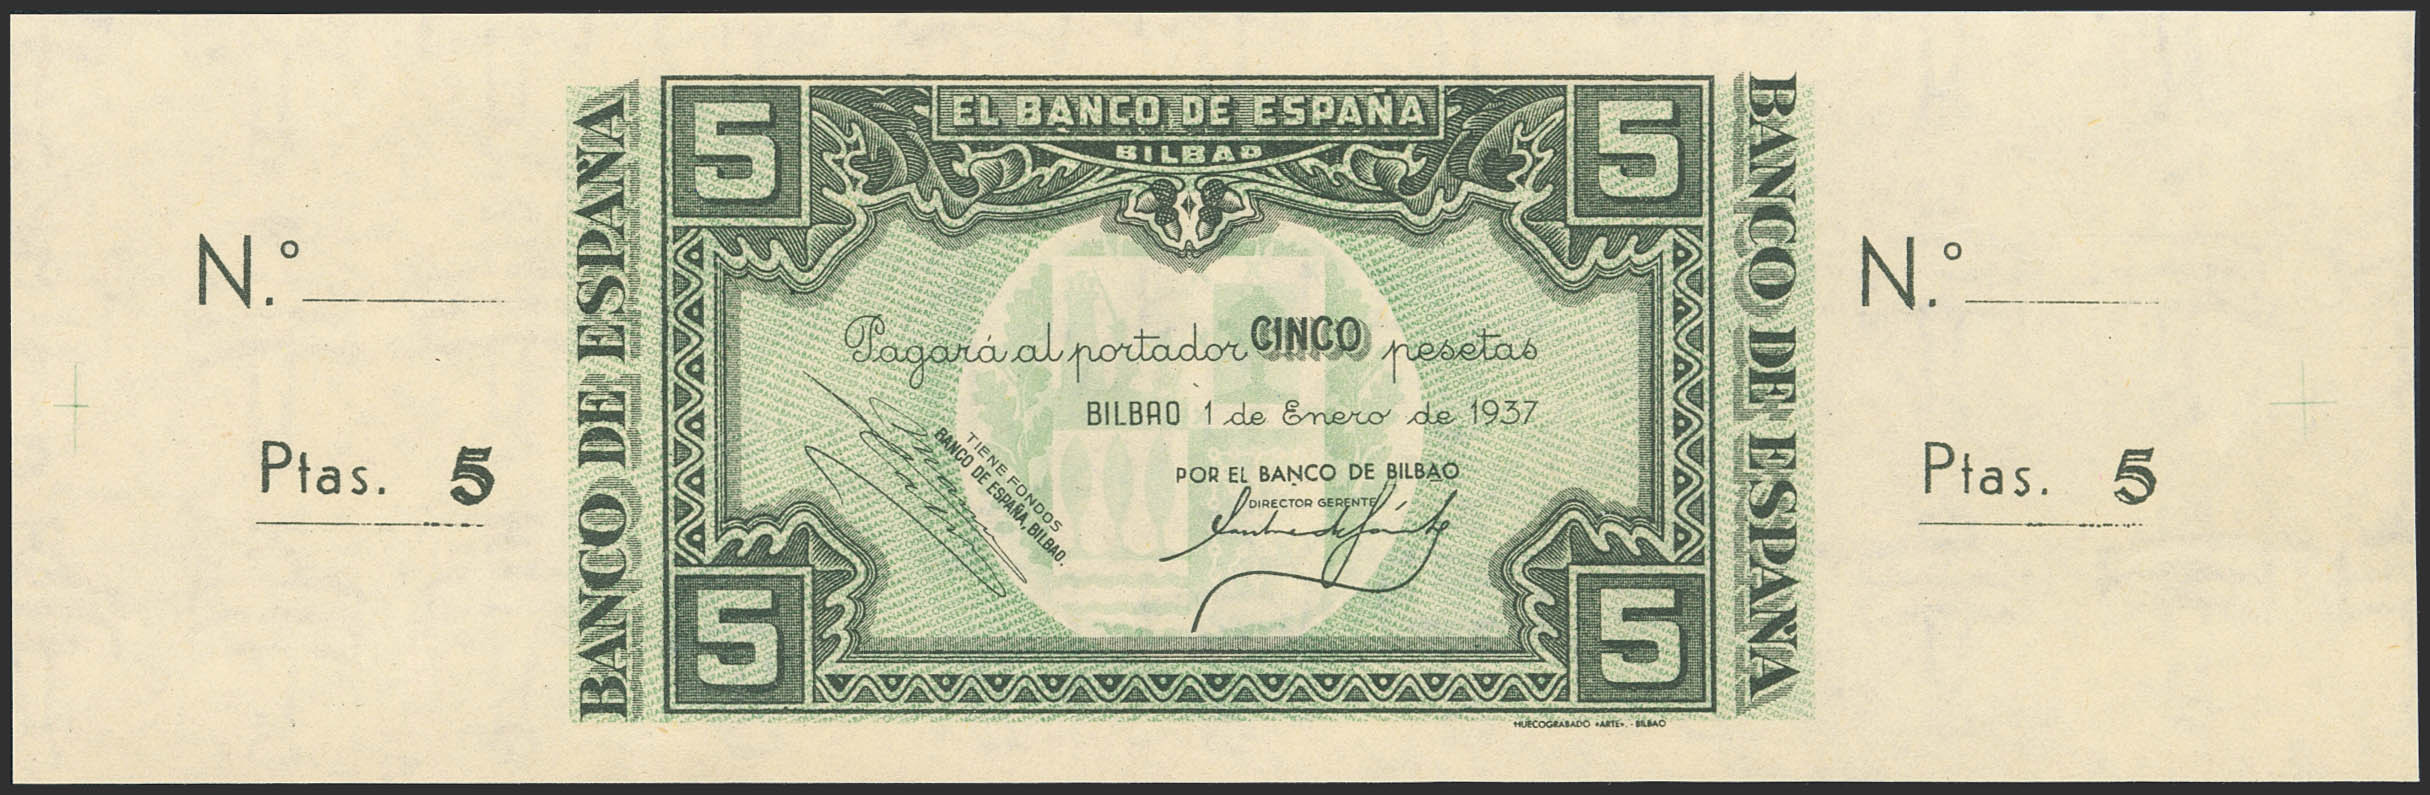 N.º
Ptas. 5
BANCO DE ESPAÑA
5
EL BANCO DE ESPAÑA
BILBAO
5
Pagará al portador CINCO pesetas
BILBAO 1 de Enero de 1937
TIENE FONDOS
BANCO DE ESPAÑA, BILBAO.
POR EL BANCO DE BILBAO
DIRECTOR GERENTE
5
5
HUECOGRABADO «ARTE». - BILBAO
BANCO DE ESPAÑA
N.º
Ptas. 5